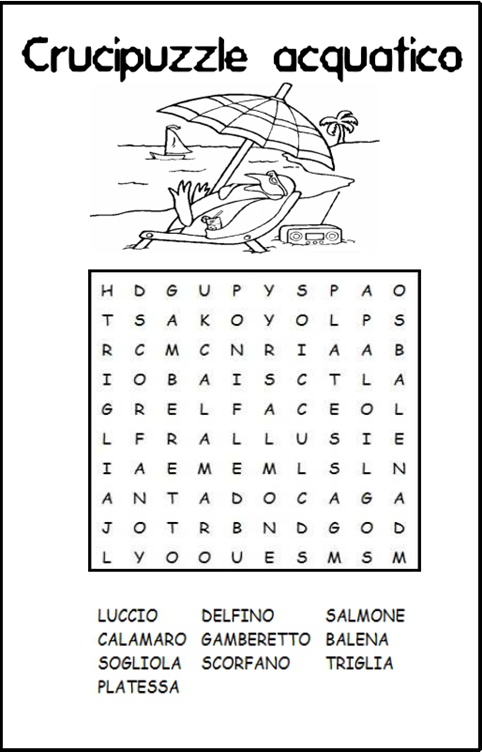 Crucipuzzle acquatico
H D G U P Y S P A O
T S A K O Y O L P S
R C M C N R I A A B
I O B A I S C T L A
G R E L F A C E O L
L F R A L L U S I E
I A E M E M L S L N
A N T A D O C A G A
J O T R B N D G O D
L Y O O U E S M S M
LUCCIO DELFINO SALMONE
CALAMARO GAMBERETTO BALENA
SOGLIOLA SCORFANO TRIGLIA
PLATESSA